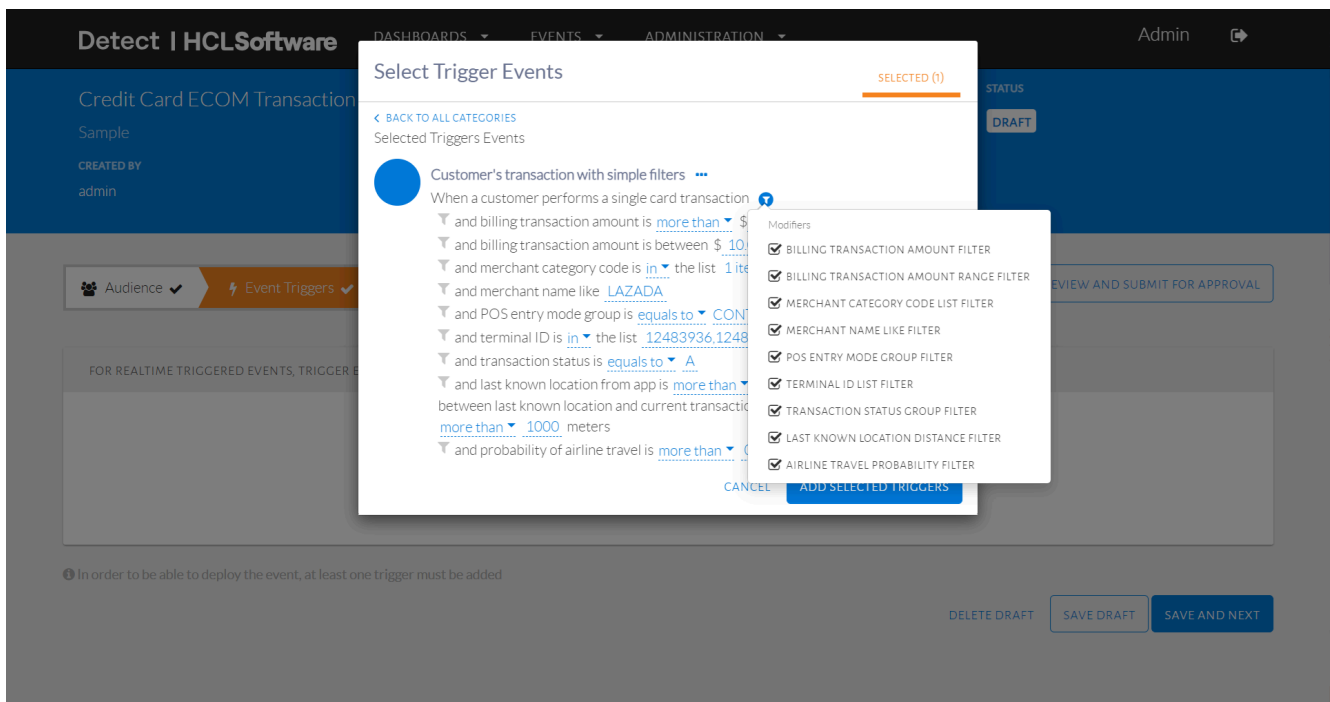 Detect | HCLSoftware DASHBOARDS EVENTS ADMINISTRATION Admin
Select Trigger Events SELECTED (1)
Credit Card ECOM Transaction
Sample
CREATED BY
admin
STATUS
DRAFT
BACK TO ALL CATEGORIES
Selected Triggers Events
Customer's transaction with simple filters ...
When a customer performs a single card transaction
and billing transaction amount is more than $
and billing transaction amount is between $ 10.
and merchant category code is in the list 1 ite
and merchant name like LAZADA
and POS entry mode group is equals to CON
and terminal ID is in the list 12483936,1248
and transaction status is equals to A
and last known location from app is more than
between last known location and current transactio
more than 1000 meters
and probability of airline travel is more than
Modifiers
BILLING TRANSACTION AMOUNT FILTER
BILLING TRANSACTION AMOUNT RANGE FILTER
MERCHANT CATEGORY CODE LIST FILTER
MERCHANT NAME LIKE FILTER
POS ENTRY MODE GROUP FILTER
TERMINAL ID LIST FILTER
TRANSACTION STATUS GROUP FILTER
LAST KNOWN LOCATION DISTANCE FILTER
AIRLINE TRAVEL PROBABILITY FILTER
CANCEL ADD SELECTED TRIGGERS
Audience Event Triggers
EVIEW AND SUBMIT FOR APPROVAL
FOR REALTIME TRIGGERED EVENTS, TRIGGER E
In order to be able to deploy the event, at least one trigger must be added
DELETE DRAFT SAVE DRAFT SAVE AND NEXT